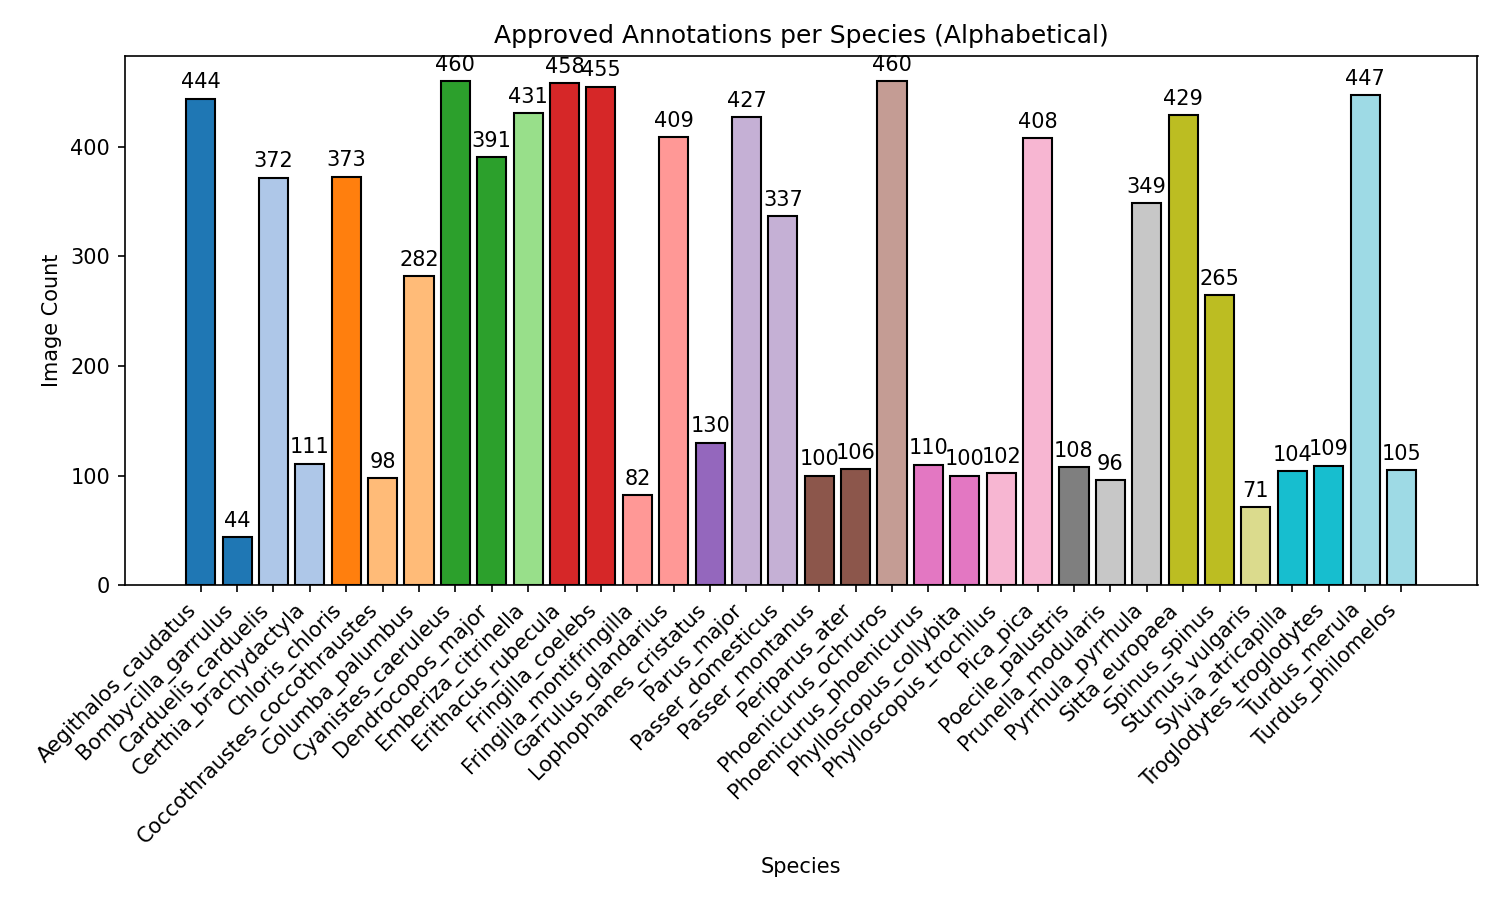 Approved Annotations per Species (Alphabetical)
Image Count
400
300
200
100
0
444
44
372
111
373
98
282
460
391
431
458
455
82
409
130
427
337
100
106
460
110
100
102
408
108
96
349
429
265
71
104
109
447
105
Aegithalos_caudatus
Bombycilla_garrulus
Carduelis_carduelis
Certhia_brachydactyla
Chloris_chloris
Coccothraustes_coccothraustes
Columba_palumbus
Cyanistes_caeruleus
Dendrocopos_major
Emberiza_citrinella
Erithacus_rubecula
Fringilla_coelebs
Fringilla_montifringilla
Garrulus_glandarius
Lophophanes_cristatus
Parus_major
Passer_domesticus
Passer_montanus
Periparus_ater
Phoenicurus_ochruros
Phoenicurus_phoenicurus
Phylloscopus_collybita
Phylloscopus_trochilus
Pica_pica
Poecile_palustris
Prunella_modularis
Pyrrhula_pyrrhula
Sitta_europaea
Spinus_spinus
Sturnus_vulgaris
Sylvia_atricapilla
Troglodytes_troglodytes
Turdus_merula
Turdus_philomelos
Species